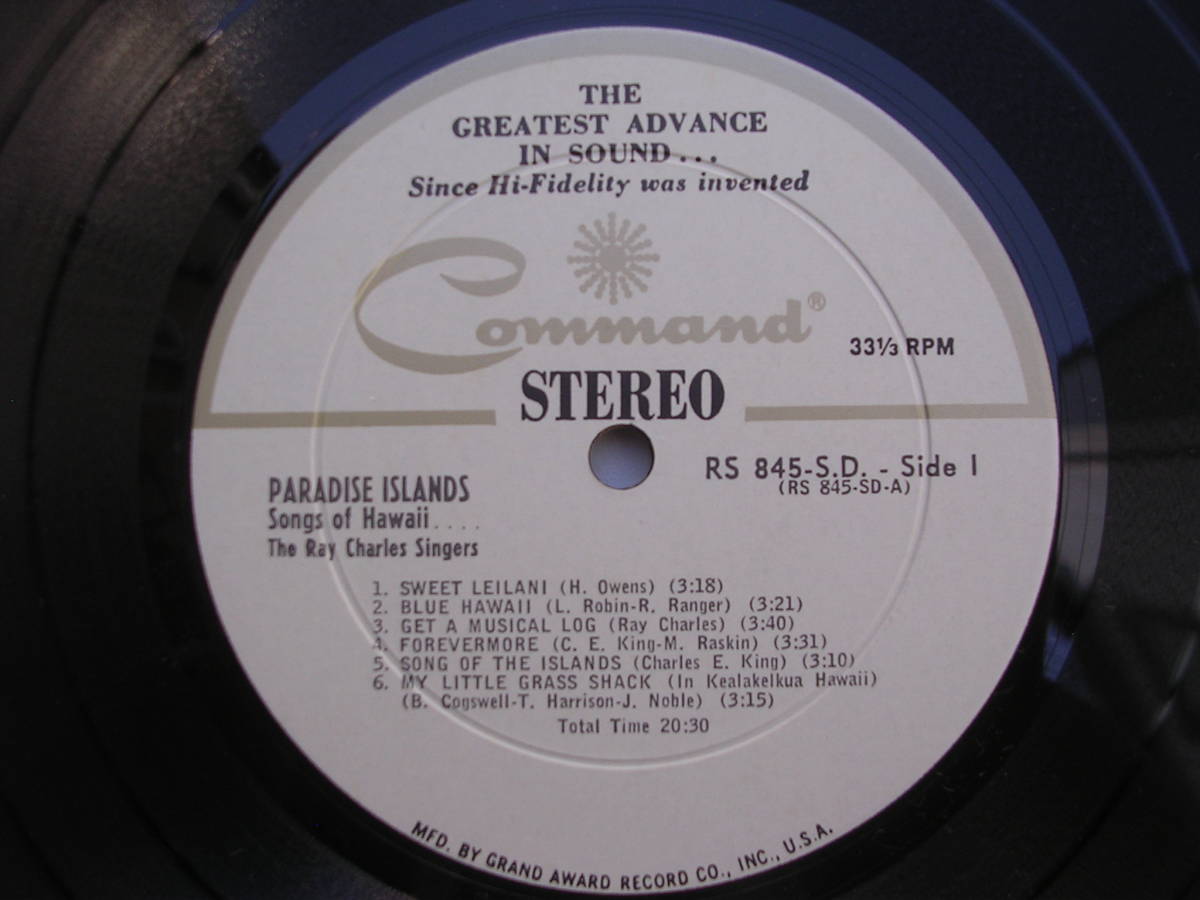 THE
GREATEST ADVANCE
IN SOUND...
Since Hi-Fidelity was invented
Command®
33⅓ RPM
STEREO
RS 845-S.D. - Side 1
(RS 845-SD-A)
PARADISE ISLANDS
Songs of Hawaii....
The Ray Charles Singers
1. SWEET LEILANI (H. Owens) (3:18)
2. BLUE HAWAII (L. Robin-R. Ranger) (3:21)
3. GET A MUSICAL LOG (Ray Charles) (3:40)
4. FOREVERMORE (C. E. King-M. Raskin) (3:31)
5. SONG OF THE ISLANDS (Charles E. King) (3:10)
6. MY LITTLE GRASS SHACK (In Kealakelkua Hawaii)
(B. Cogswell-T. Harrison-J. Noble) (3:15)
Total Time 20:30
MFD. BY GRAND AWARD RECORD CO., INC., U.S.A.